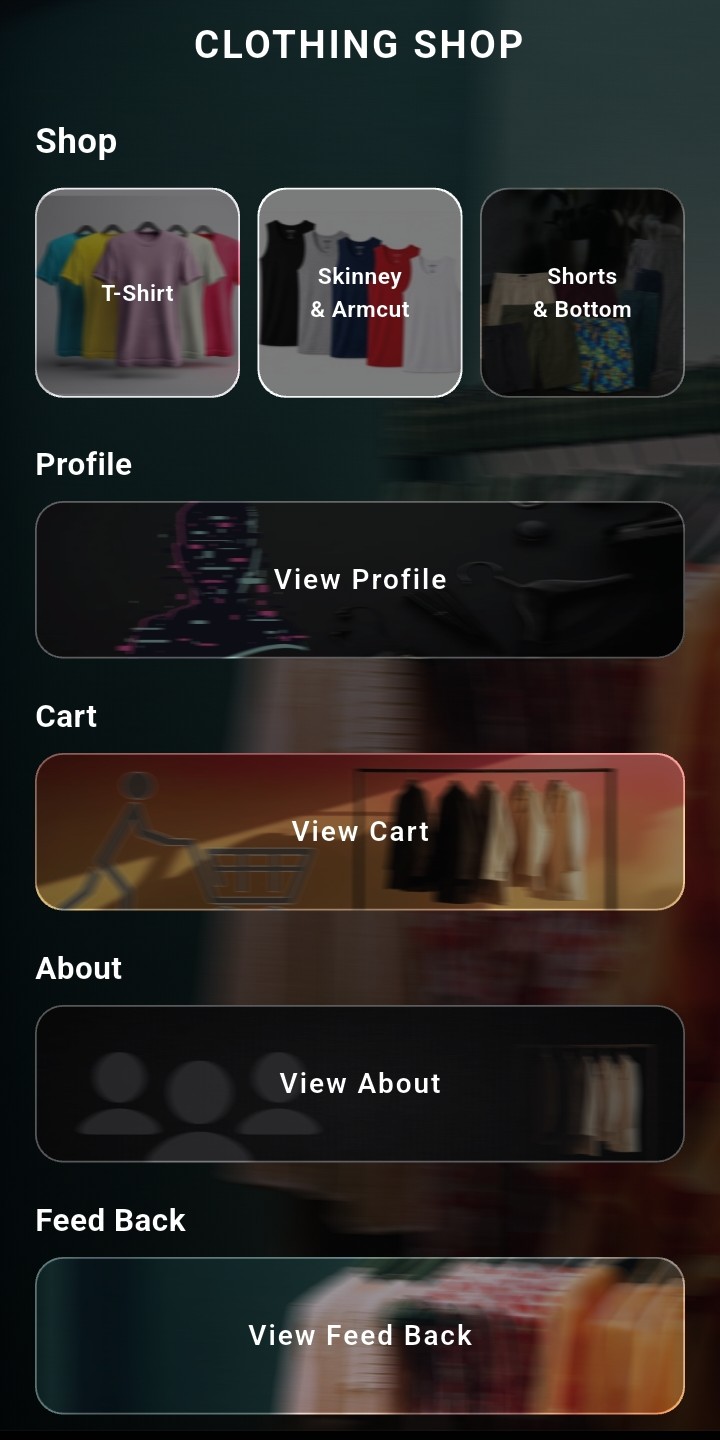 CLOTHING SHOP
Shop
T-Shirt
Skinney
& Armcut
Shorts
& Bottom
Profile
View Profile
Cart
View Cart
About
View About
Feed Back
View Feed Back